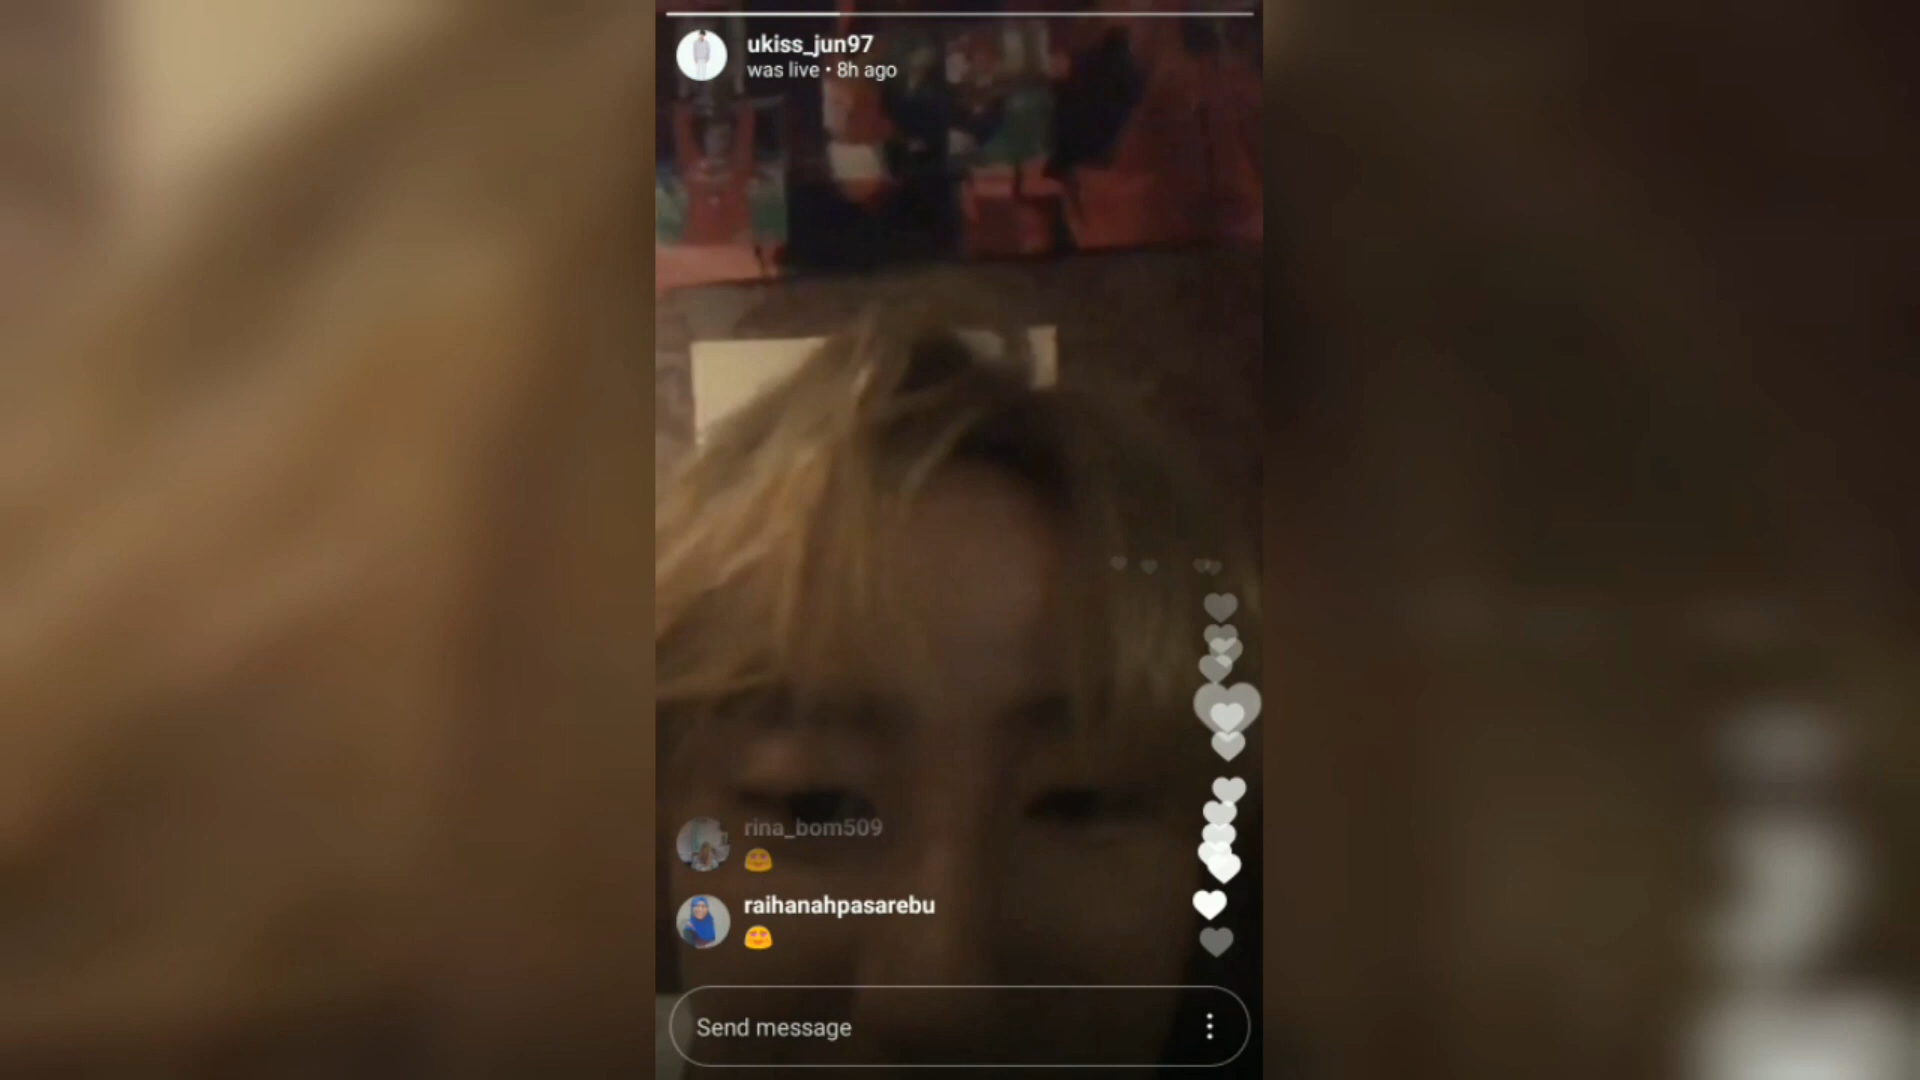 ukiss_jun97
was live • 8h ago
rina_bom509
😍
raihanahpasarebu
😍
Send message